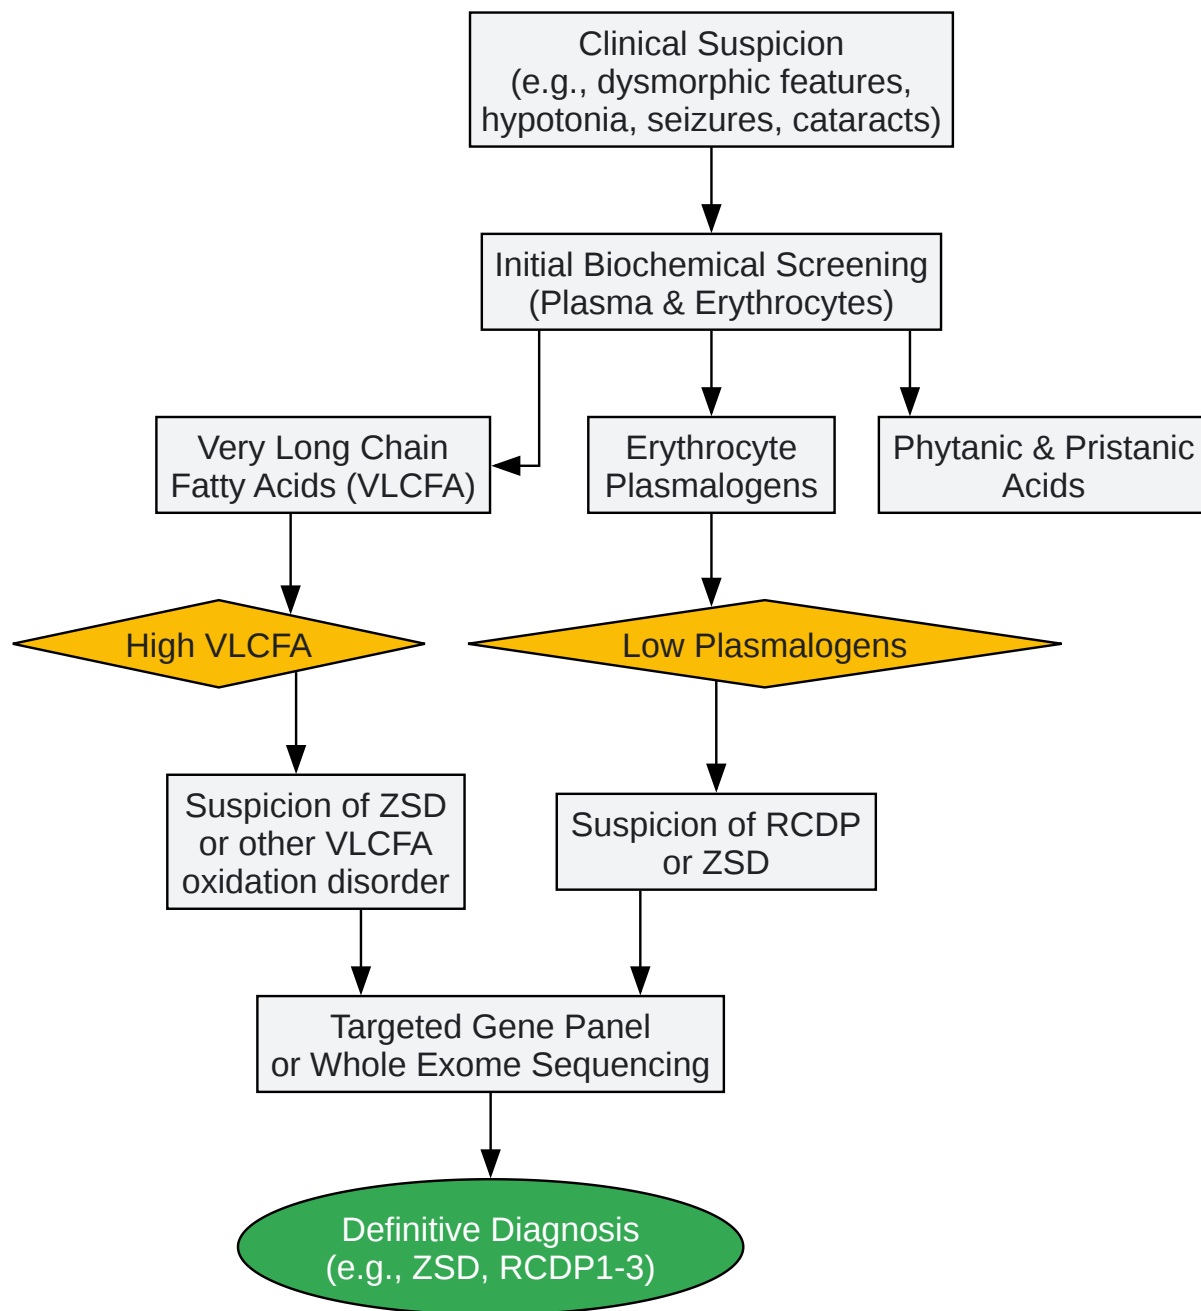 Clinical Suspicion
(e.g., dysmorphic features,
hypotonia, seizures, cataracts)
Initial Biochemical Screening
(Plasma & Erythrocytes)
Very Long Chain
Fatty Acids (VLCFA)
Erythrocyte
Plasmalogens
Phytanic & Pristanic
Acids
High VLCFA
Low Plasmalogens
Suspicion of ZSD
or other VLCFA
oxidation disorder
Suspicion of RCDP
or ZSD
Targeted Gene Panel
or Whole Exome Sequencing
Definitive Diagnosis
(e.g., ZSD, RCDP1-3)